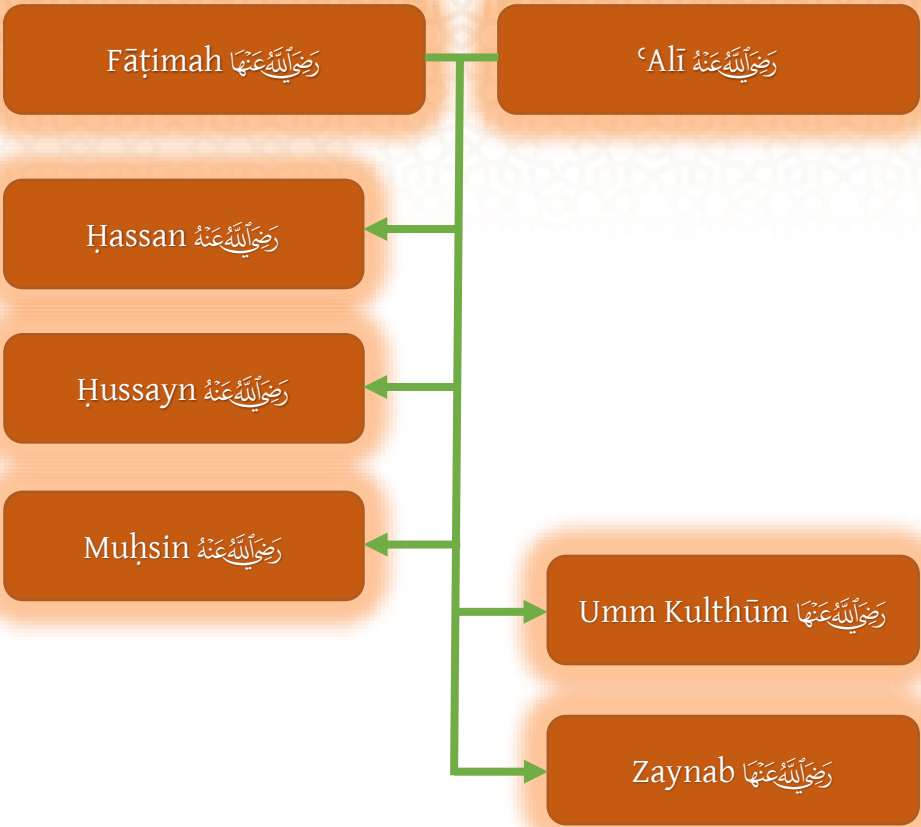 Fāṭimah رَضِيَ ٱللَّهُ عَنْهَا
ʿAlī رَضِيَ ٱللَّهُ عَنْهُ
Ḥassan رَضِيَ ٱللَّهُ عَنْهُ
Ḥussayn رَضِيَ ٱللَّهُ عَنْهُ
Muḥsin رَضِيَ ٱللَّهُ عَنْهُ
Umm Kulthūm رَضِيَ ٱللَّهُ عَنْهَا
Zaynab رَضِيَ ٱللَّهُ عَنْهَا